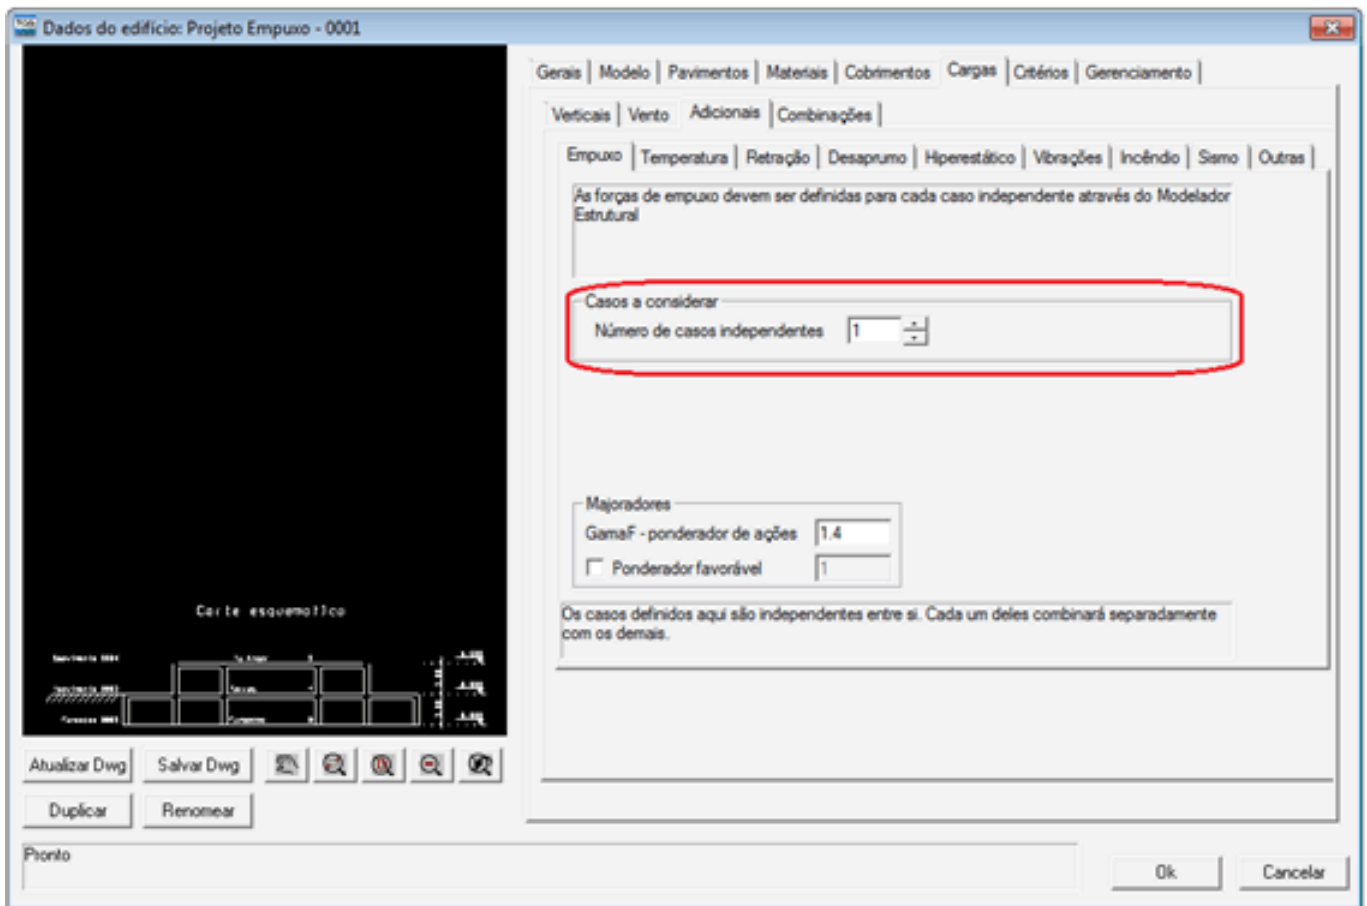 Dados do edifício: Projeto Empuxo - 0001
Gerais Modelo Pavimentos Materiais Cobrimentos Cargas Critérios Gerenciamento
Verticais Vento Adicionais Combinações
Empuxo Temperatura Retração Desaprumo Hiperestático Vibrações Incêndio Sismo Outras
As forças de empuxo devem ser definidas para cada caso independente através do Modelador
Estrutural
Casos a considerar
Número de casos independentes 1
Majoradores
GamaF - ponderador de ações 1.4
Ponderador favorável 1
Os casos definidos aqui são independentes entre si. Cada um deles combinará separadamente
com os demais.
Corte esquematico
Atualizar Dwg Salvar Dwg
Duplicar Renomear
Pronto
Ok Cancelar